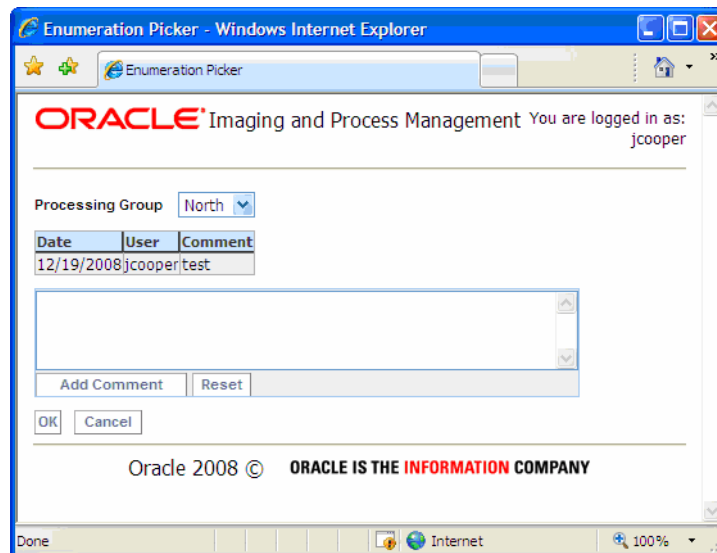 Enumeration Picker - Windows Internet Explorer
Enumeration Picker
ORACLE Imaging and Process Management You are logged in as:
jcooper
Processing Group North
Date User Comment
12/19/2008 jcooper test
Add Comment Reset
OK Cancel
Oracle 2008 © ORACLE IS THE INFORMATION COMPANY
Done Internet 100%